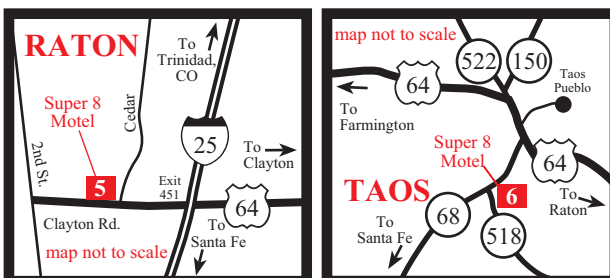 RATON
To
Trinidad,
CO
Super 8
Motel
Cedar
2nd St.
25
To
Clayton
5
Exit
451
64
Clayton Rd.
To
Santa Fe
map not to scale
map not to scale
522
150
64
Taos
Pueblo
To
Farmington
Super 8
Motel
64
TAOS
6
To
Raton
68
To
Santa Fe
518